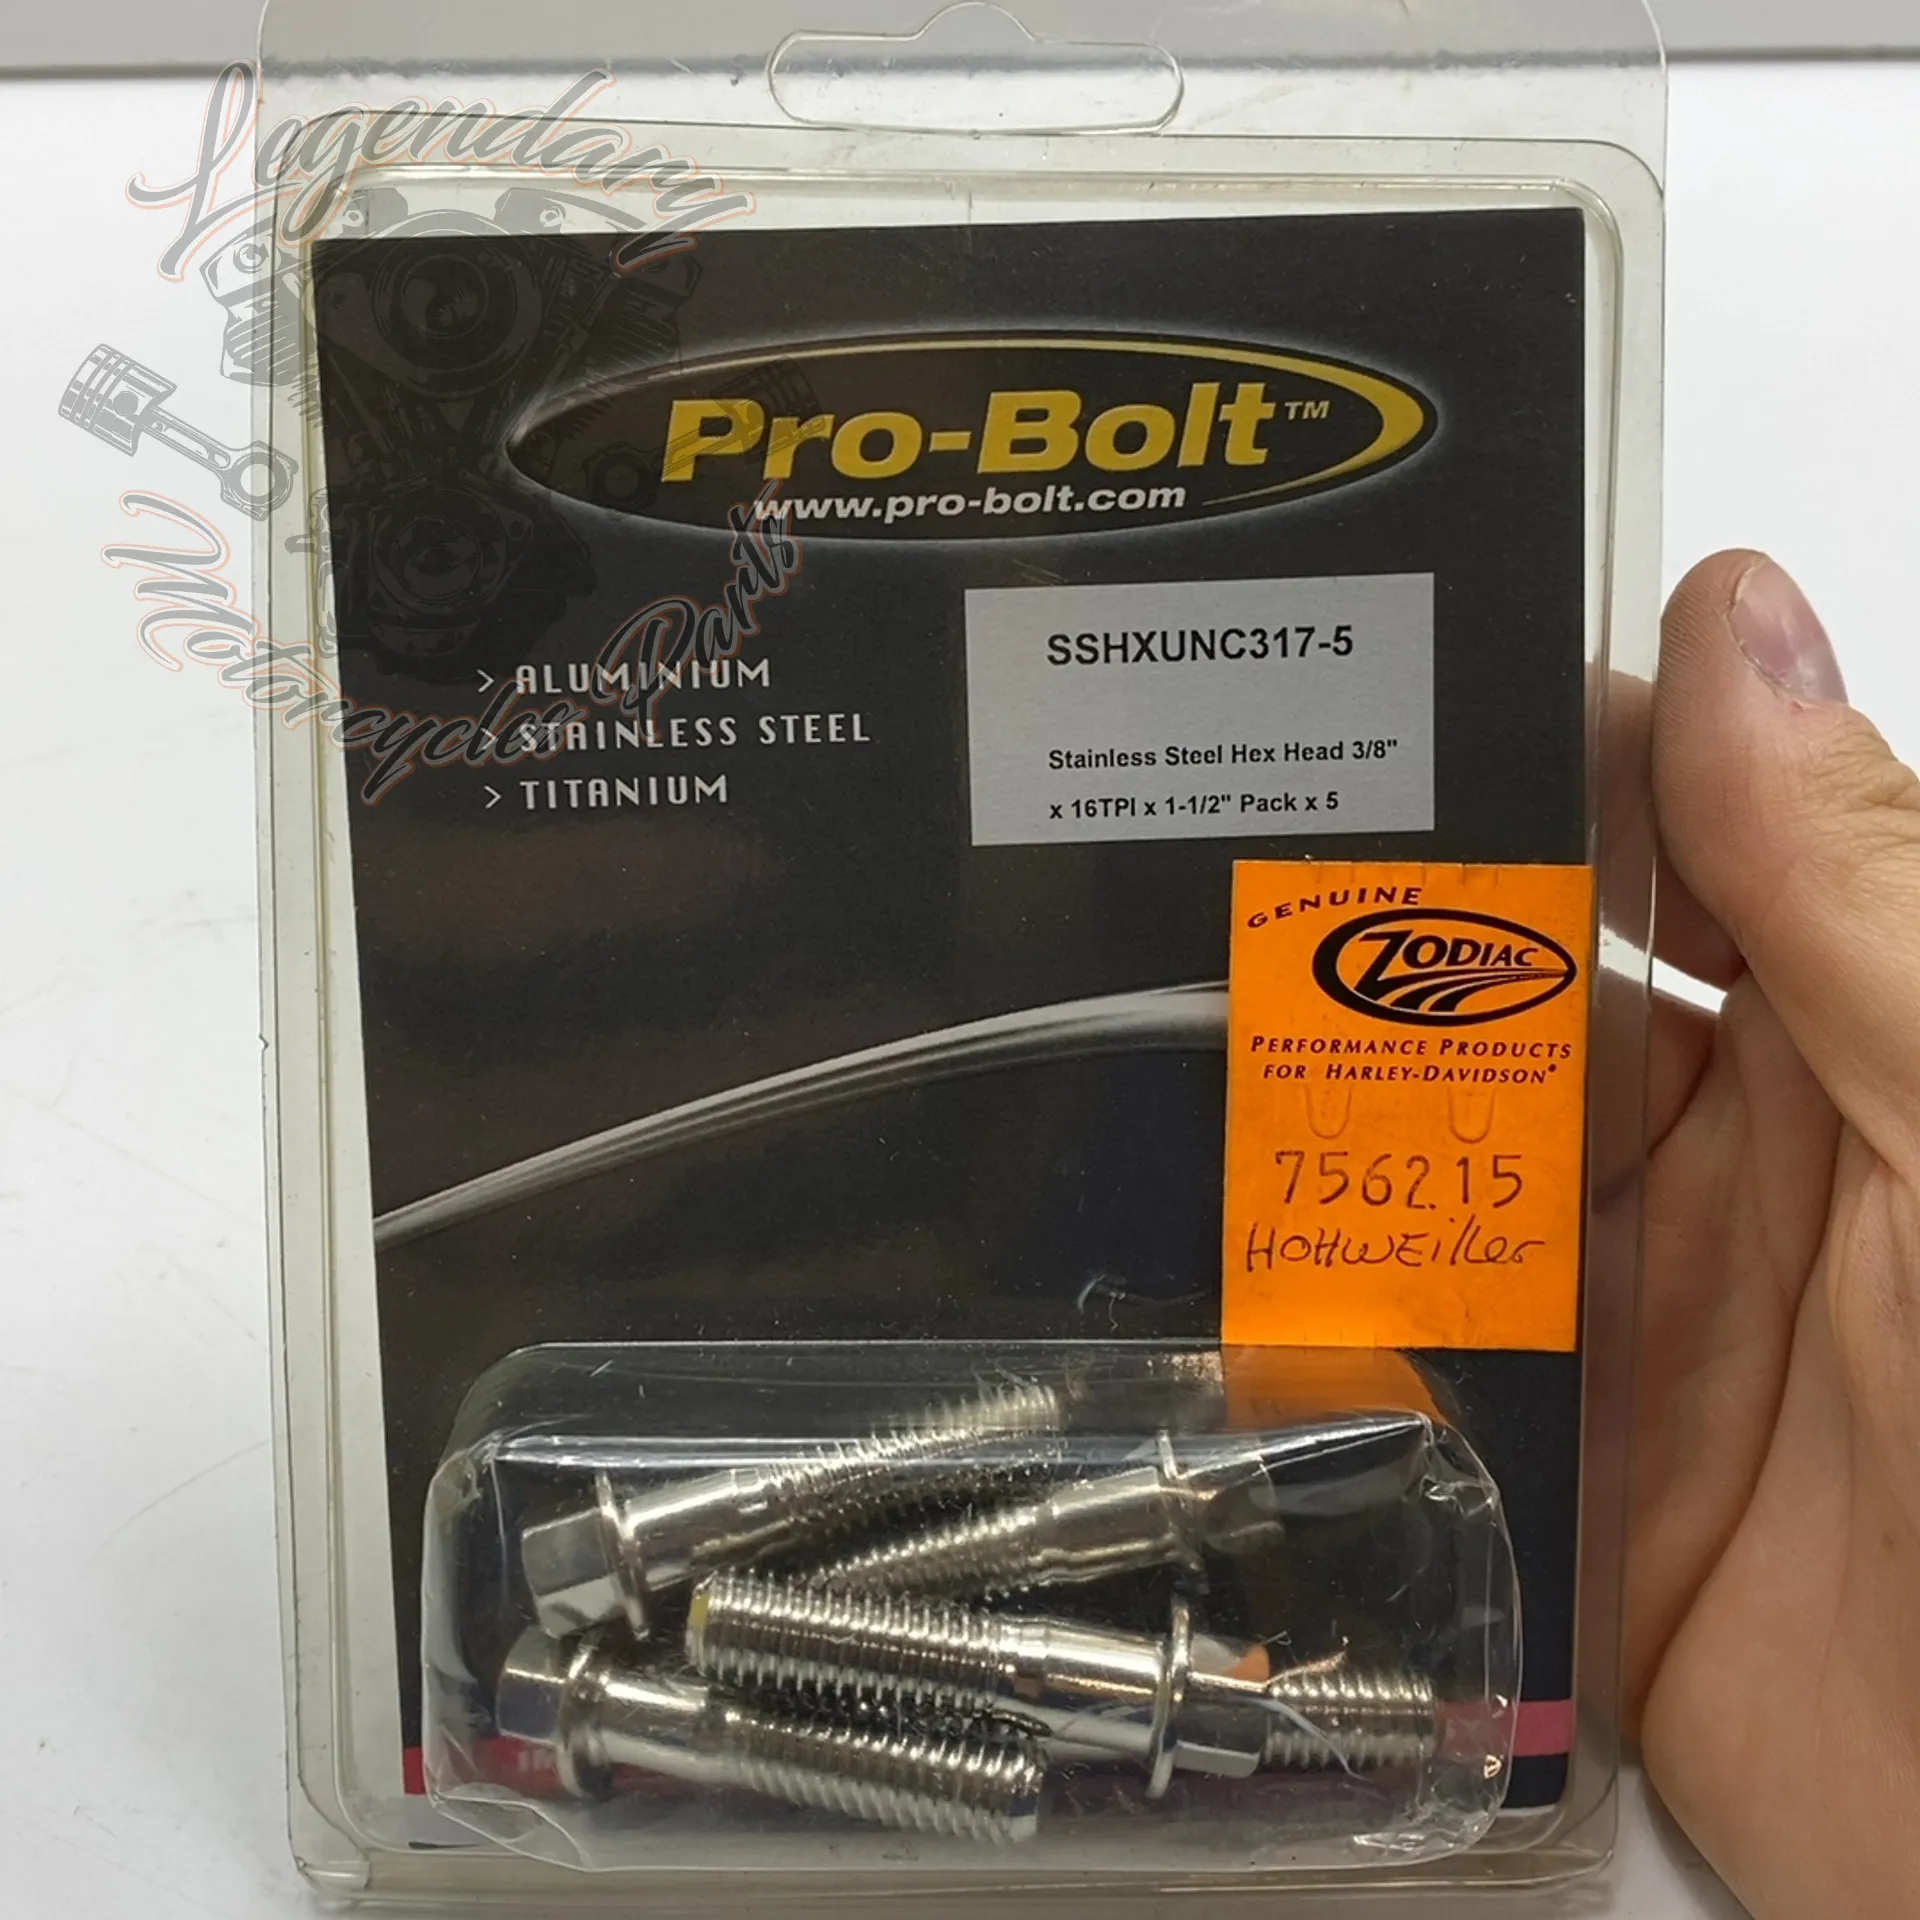 Legendary
Motorcycles Parts
Pro-Bolt™
www.pro-bolt.com
> ALUMINIUM
> STAINLESS STEEL
> TITANIUM
SSHXUNC317-5
Stainless Steel Hex Head 3/8"
x 16TPI x 1-1/2" Pack x 5
GENUINE
ZODIAC
PERFORMANCE PRODUCTS
FOR HARLEY-DAVIDSON®
756215
HOHWEiller